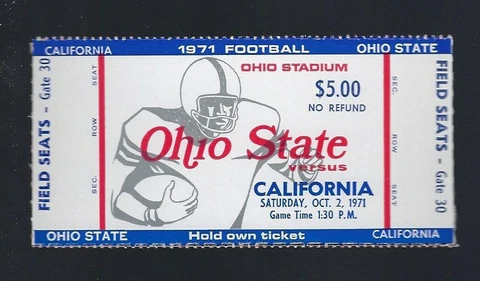 CALIFORNIA
1971 FOOTBALL
OHIO STATE
FIELD SEATS - Gate 30
SEC. ROW SEAT
OHIO STADIUM
$5.00
NO REFUND
Ohio State
versus
CALIFORNIA
SATURDAY, OCT. 2, 1971
Game Time 1:30 P.M.
SEC.
ROW
SEAT
FIELD SEATS - Gate 30
OHIO STATE
Hold own ticket
CALIFORNIA